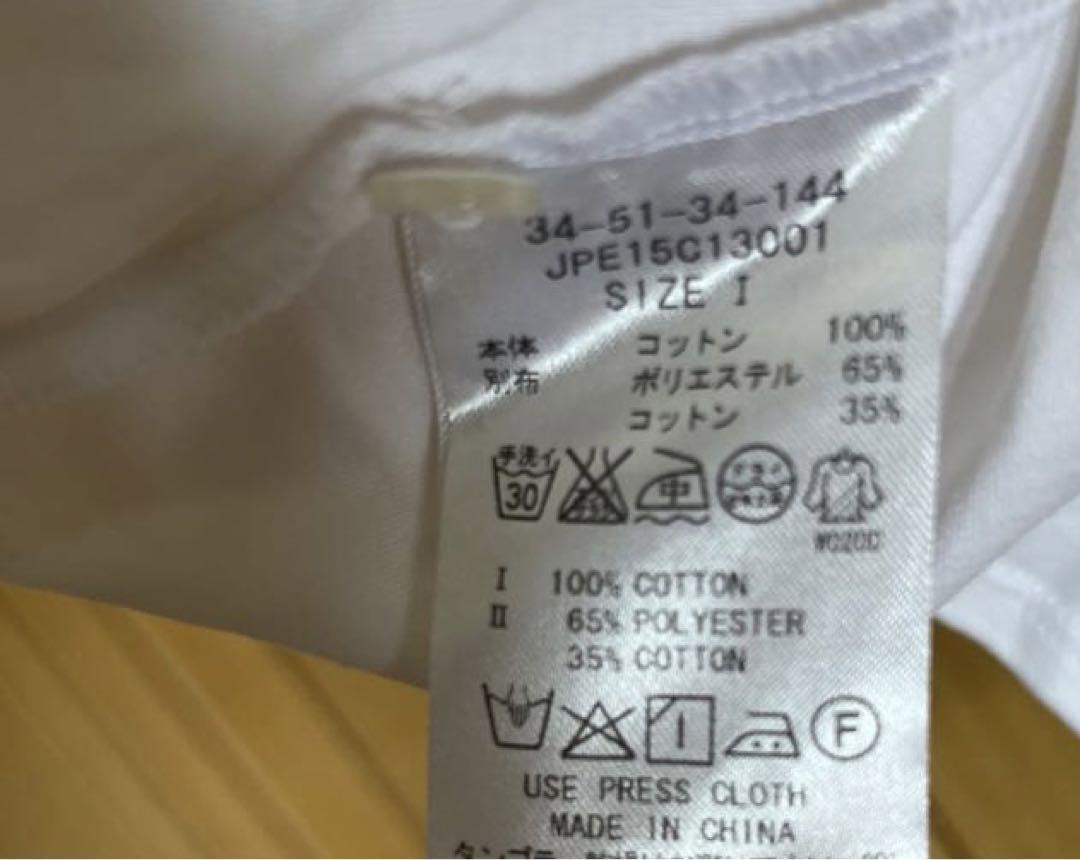 34-51-34-144
JPE15C13001
SIZE I
本体 コットン 100%
別布 ポリエステル 65%
コットン 35%
手洗イ
30
中
I 100% COTTON
II 65% POLYESTER
35% COTTON
F
USE PRESS CLOTH
MADE IN CHINA